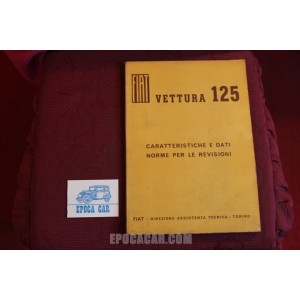 FIAT VETTURA 125
CARATTERISTICHE E DATI
NORME PER LE REVISIONI
EPOCA CAR
FIAT - DIREZIONE ASSISTENZA TECNICA - TORINO
EPOCACAR.COM